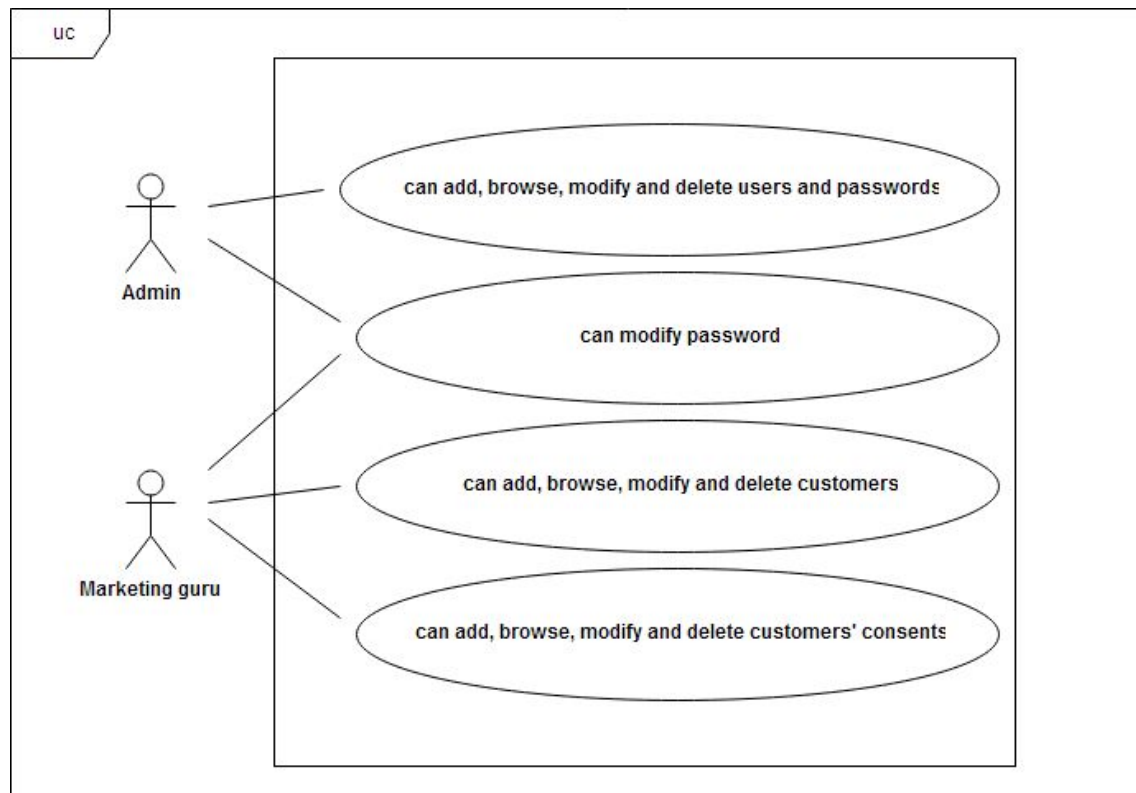 uc
can add, browse, modify and delete users and passwords
Admin
can modify password
can add, browse, modify and delete customers
Marketing guru
can add, browse, modify and delete customers' consents